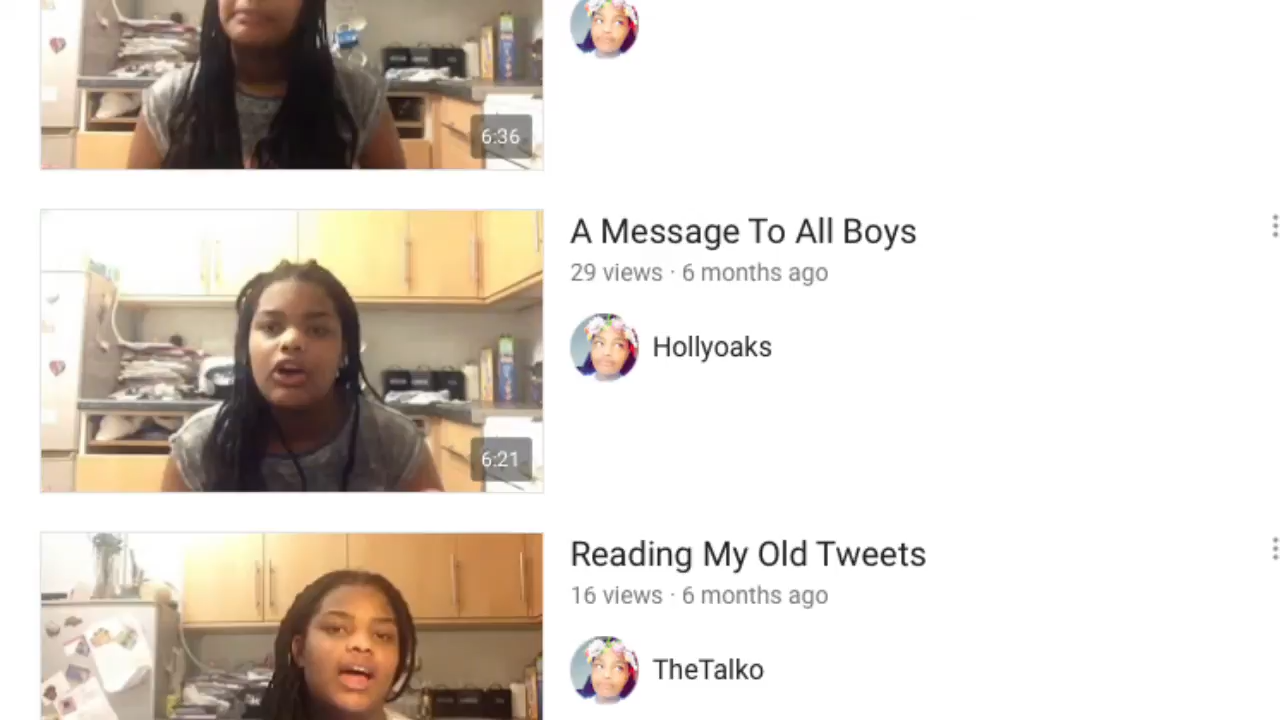 6:36
A Message To All Boys
29 views · 6 months ago
Hollyoaks
6:21
Reading My Old Tweets
16 views · 6 months ago
TheTalko